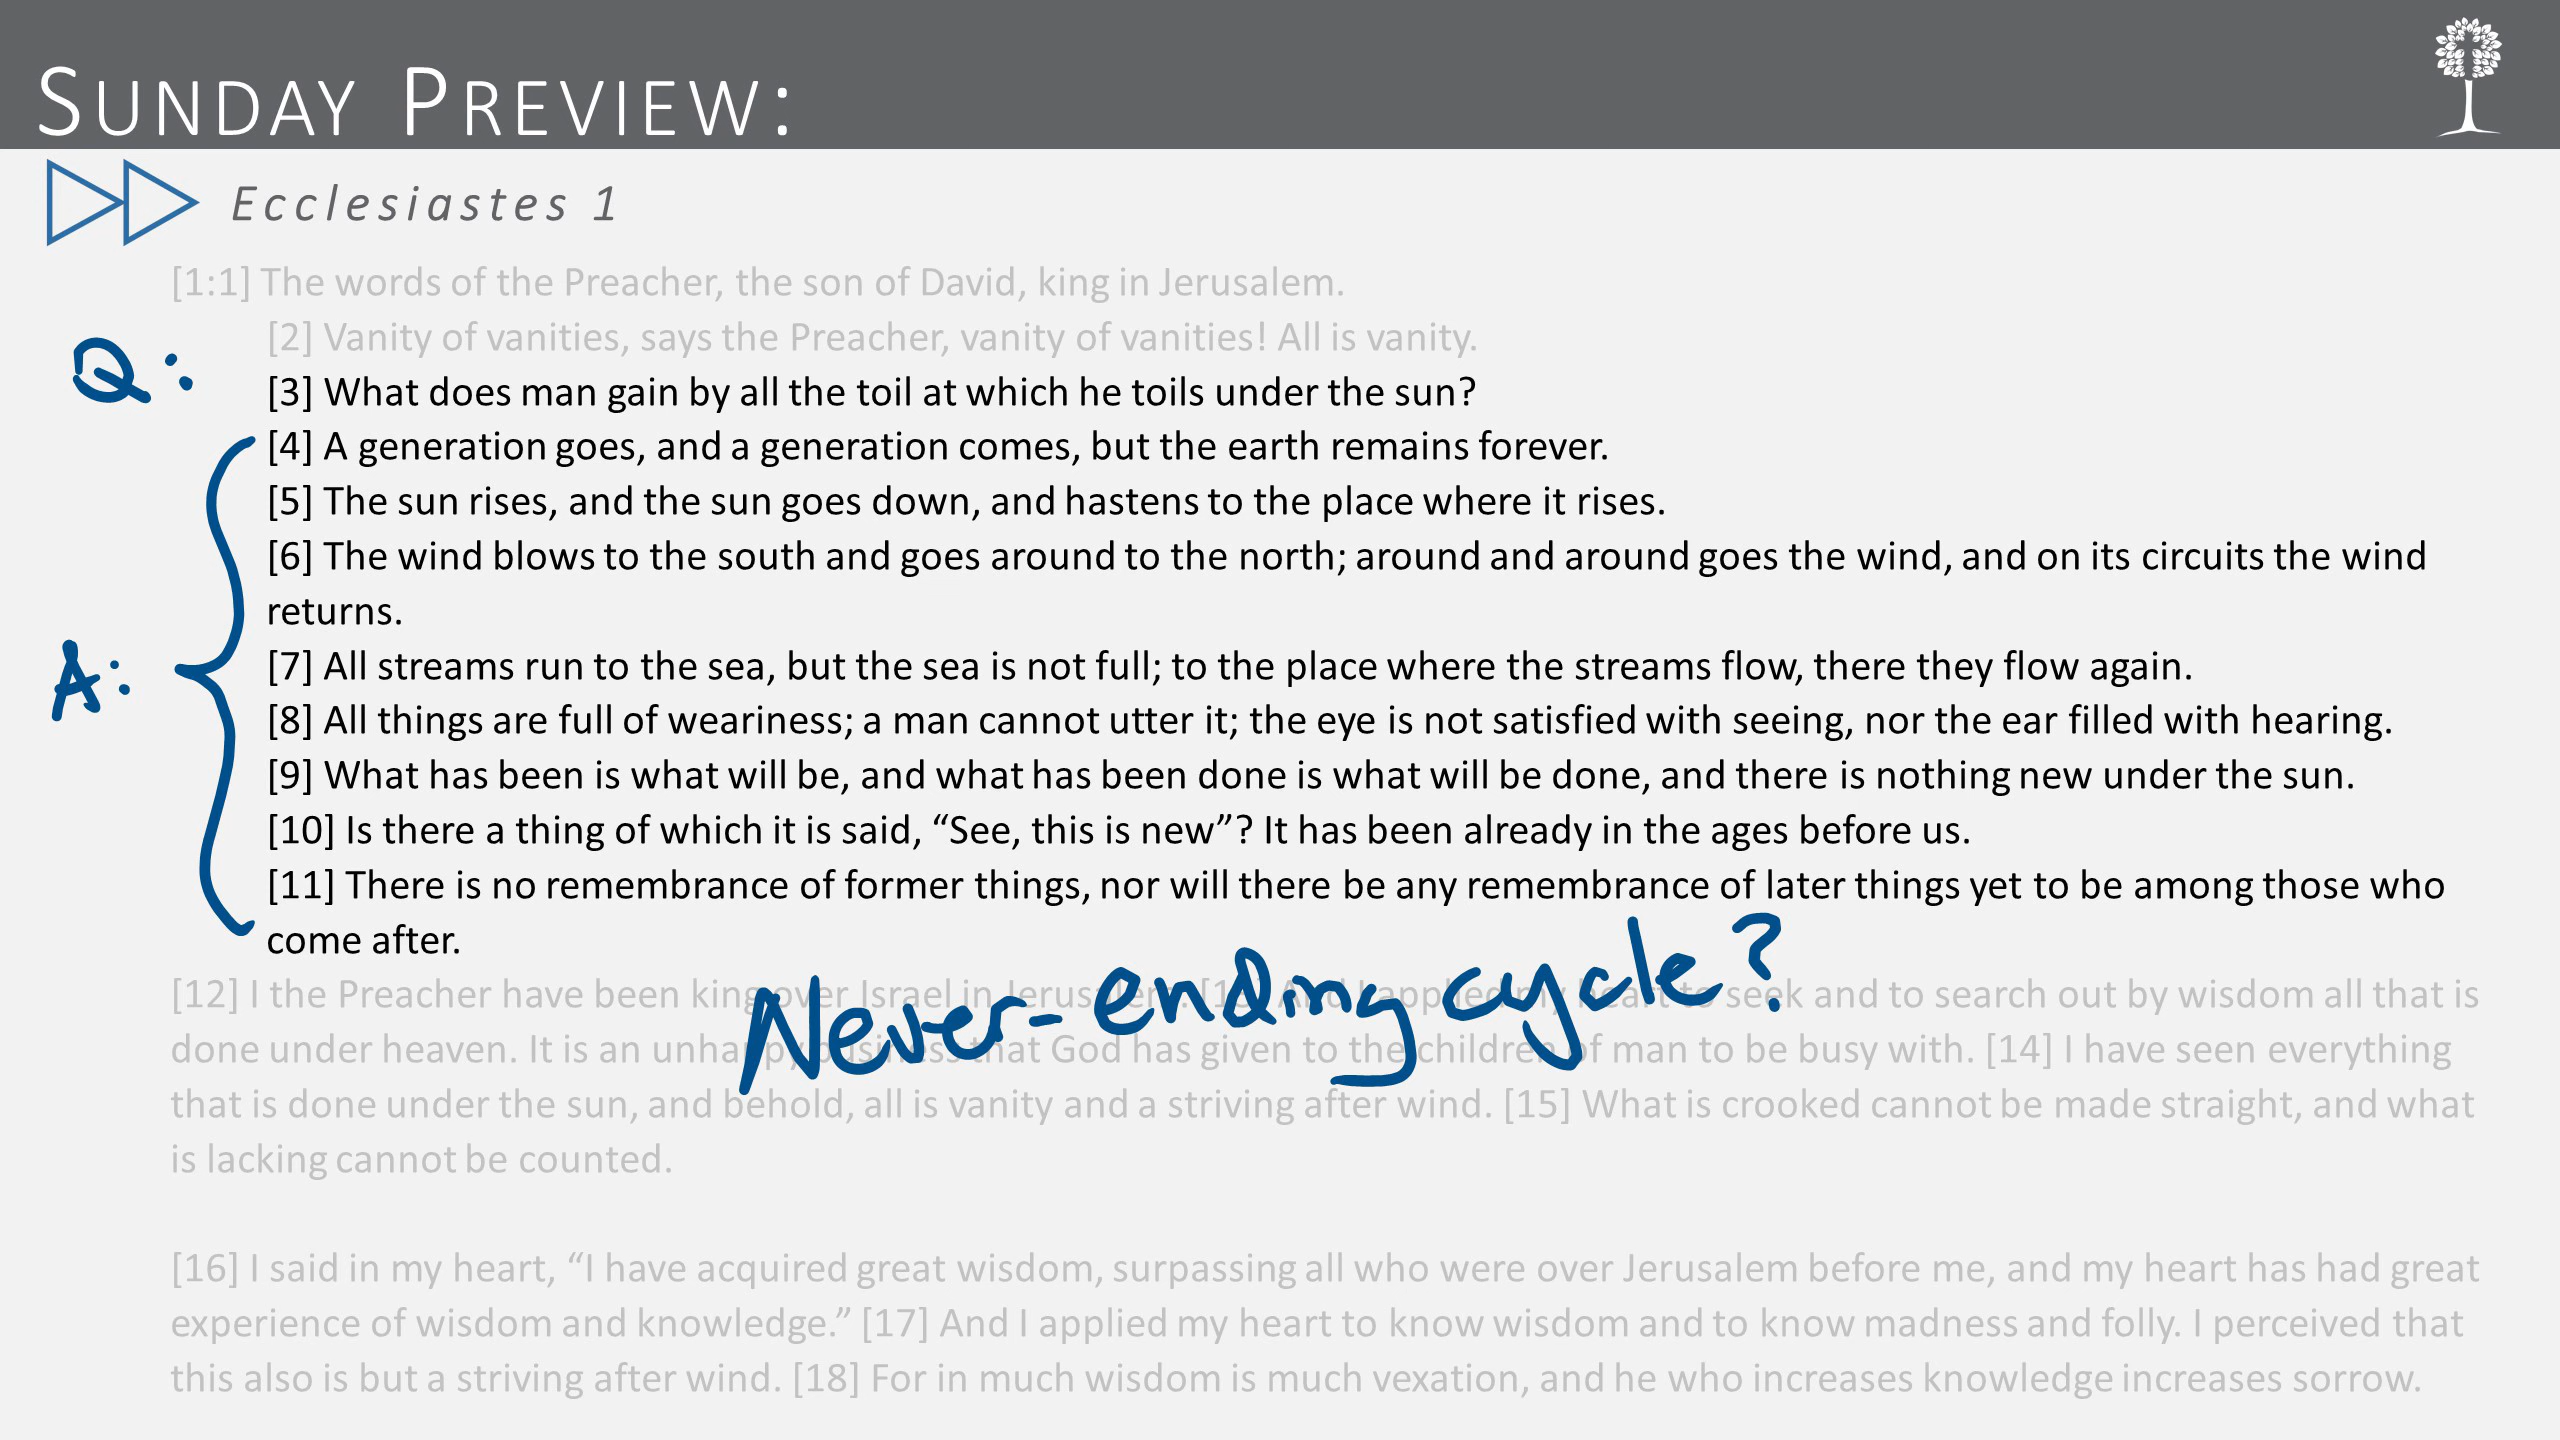 SUNDAY PREVIEW:
Ecclesiastes 1
[1:1] The words of the Preacher, the son of David, king in Jerusalem.
[2] Vanity of vanities, says the Preacher, vanity of vanities! All is vanity.
Q:
[3] What does man gain by all the toil at which he toils under the sun?
[4] A generation goes, and a generation comes, but the earth remains forever.
[5] The sun rises, and the sun goes down, and hastens to the place where it rises.
[6] The wind blows to the south and goes around to the north; around and around goes the wind, and on its circuits the wind
returns.
A:
[7] All streams run to the sea, but the sea is not full; to the place where the streams flow, there they flow again.
[8] All things are full of weariness; a man cannot utter it; the eye is not satisfied with seeing, nor the ear filled with hearing.
[9] What has been is what will be, and what has been done is what will be done, and there is nothing new under the sun.
[10] Is there a thing of which it is said, “See, this is new”? It has been already in the ages before us.
[11] There is no remembrance of former things, nor will there be any remembrance of later things yet to be among those who
come after.
Never-ending cycle?
[12] I the Preacher have been king over Israel in Jerusalem. [13] And I applied my heart to seek and to search out by wisdom all that is
done under heaven. It is an unhappy business that God has given to the children of man to be busy with. [14] I have seen everything
that is done under the sun, and behold, all is vanity and a striving after wind. [15] What is crooked cannot be made straight, and what
is lacking cannot be counted.
[16] I said in my heart, “I have acquired great wisdom, surpassing all who were over Jerusalem before me, and my heart has had great
experience of wisdom and knowledge.” [17] And I applied my heart to know wisdom and to know madness and folly. I perceived that
this also is but a striving after wind. [18] For in much wisdom is much vexation, and he who increases knowledge increases sorrow.